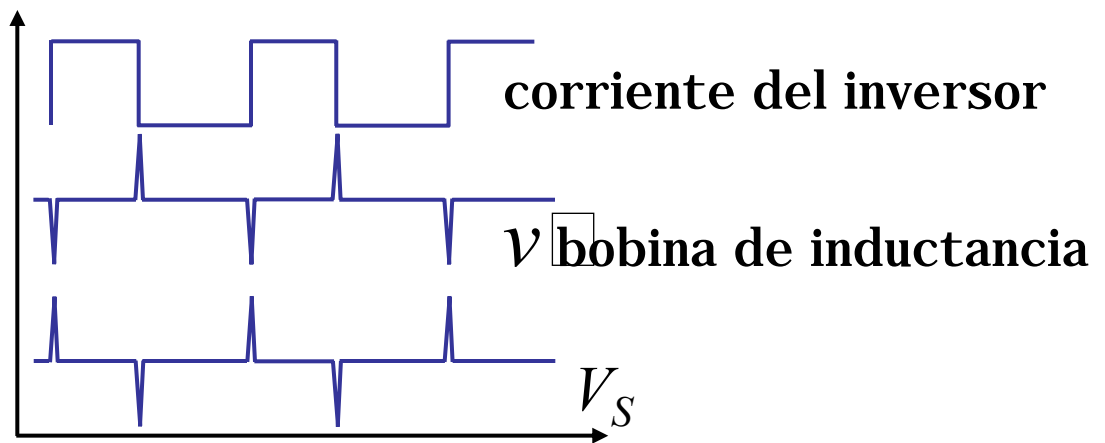 corriente del inversor
v bobina de inductancia
V_S